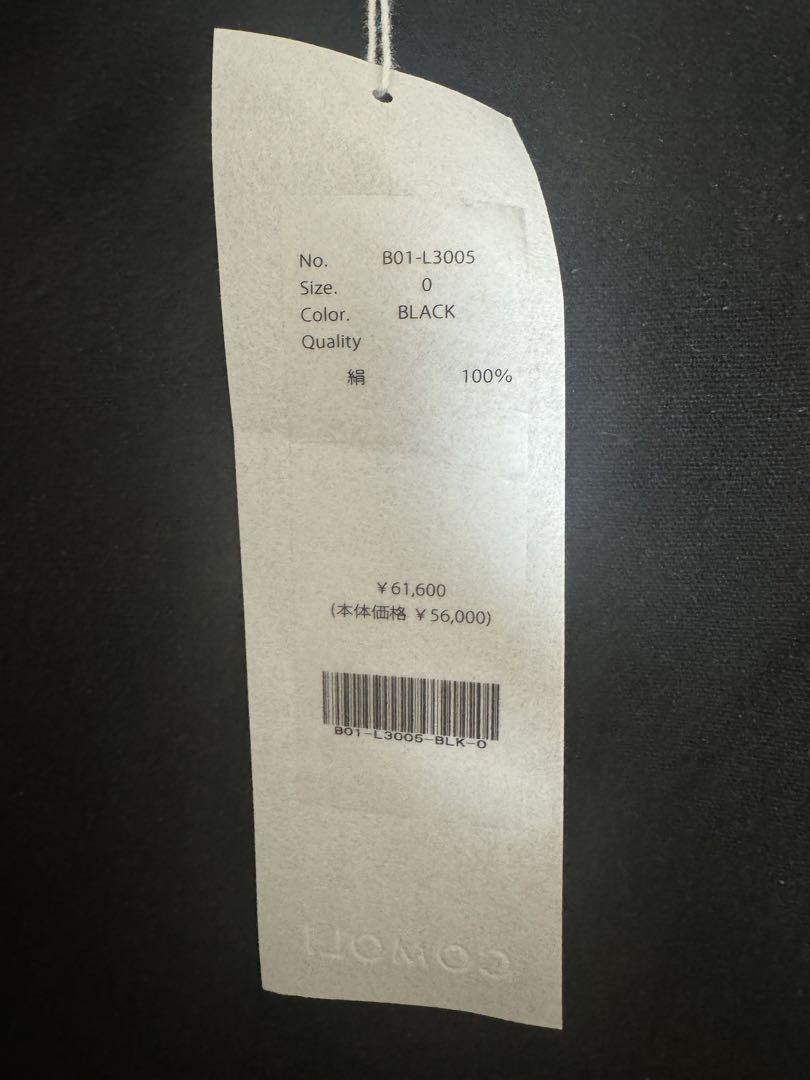 No. B01-L3005
Size. 0
Color. BLACK
Quality
絹 100%
￥61,600
(本体価格 ￥56,000)
B01-L3005-BLK-0